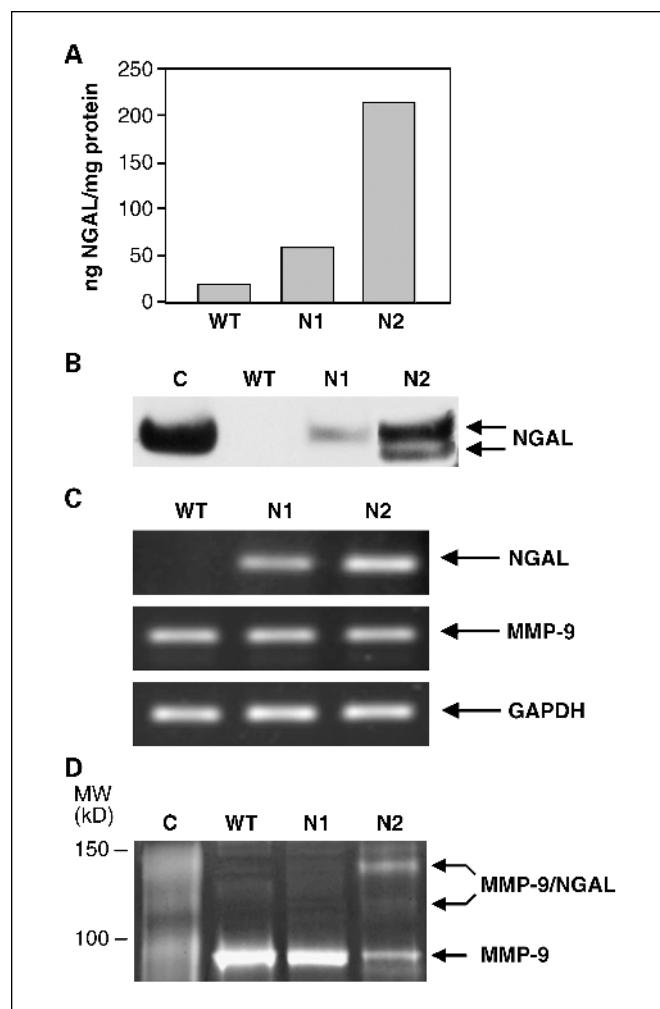 A
ng NGAL/mg protein
250
200
150
100
50
0
WT N1 N2
B
C WT N1 N2
NGAL
C
WT N1 N2
NGAL
MMP-9
GAPDH
D
MW
(kD)
C WT N1 N2
150
MMP-9/NGAL
100
MMP-9